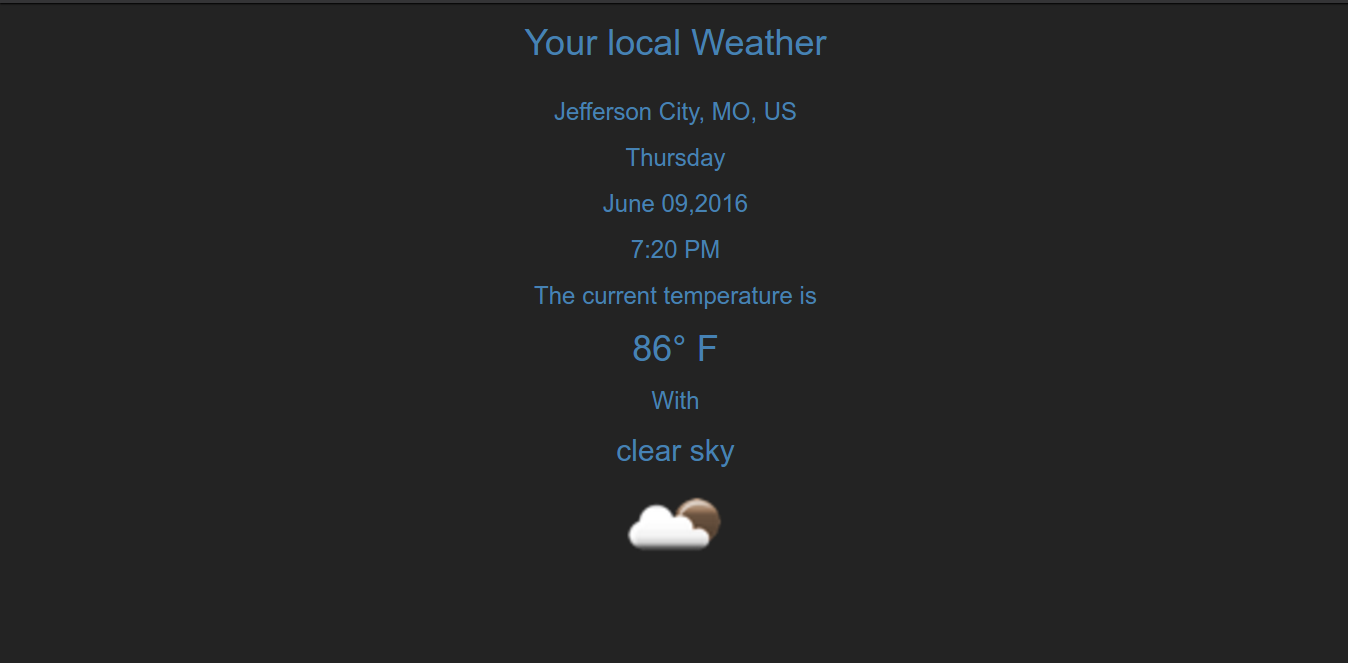 Your local Weather
Jefferson City, MO, US
Thursday
June 09,2016
7:20 PM
The current temperature is
86° F
With
clear sky